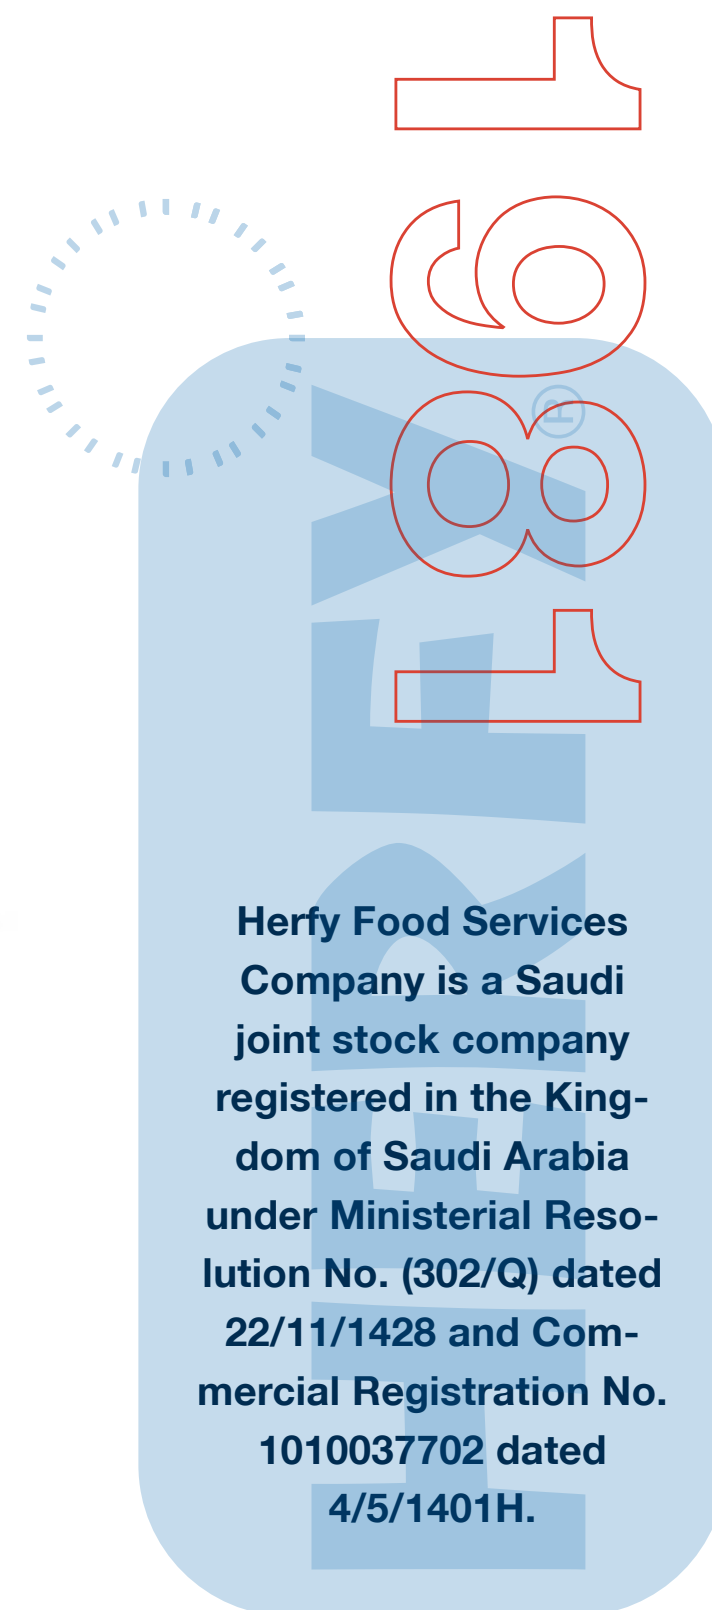 1981
HERFY®
Herfy Food Services
Company is a Saudi
joint stock company
registered in the King-
dom of Saudi Arabia
under Ministerial Reso-
lution No. (302/Q) dated
22/11/1428 and Com-
mercial Registration No.
1010037702 dated
4/5/1401H.